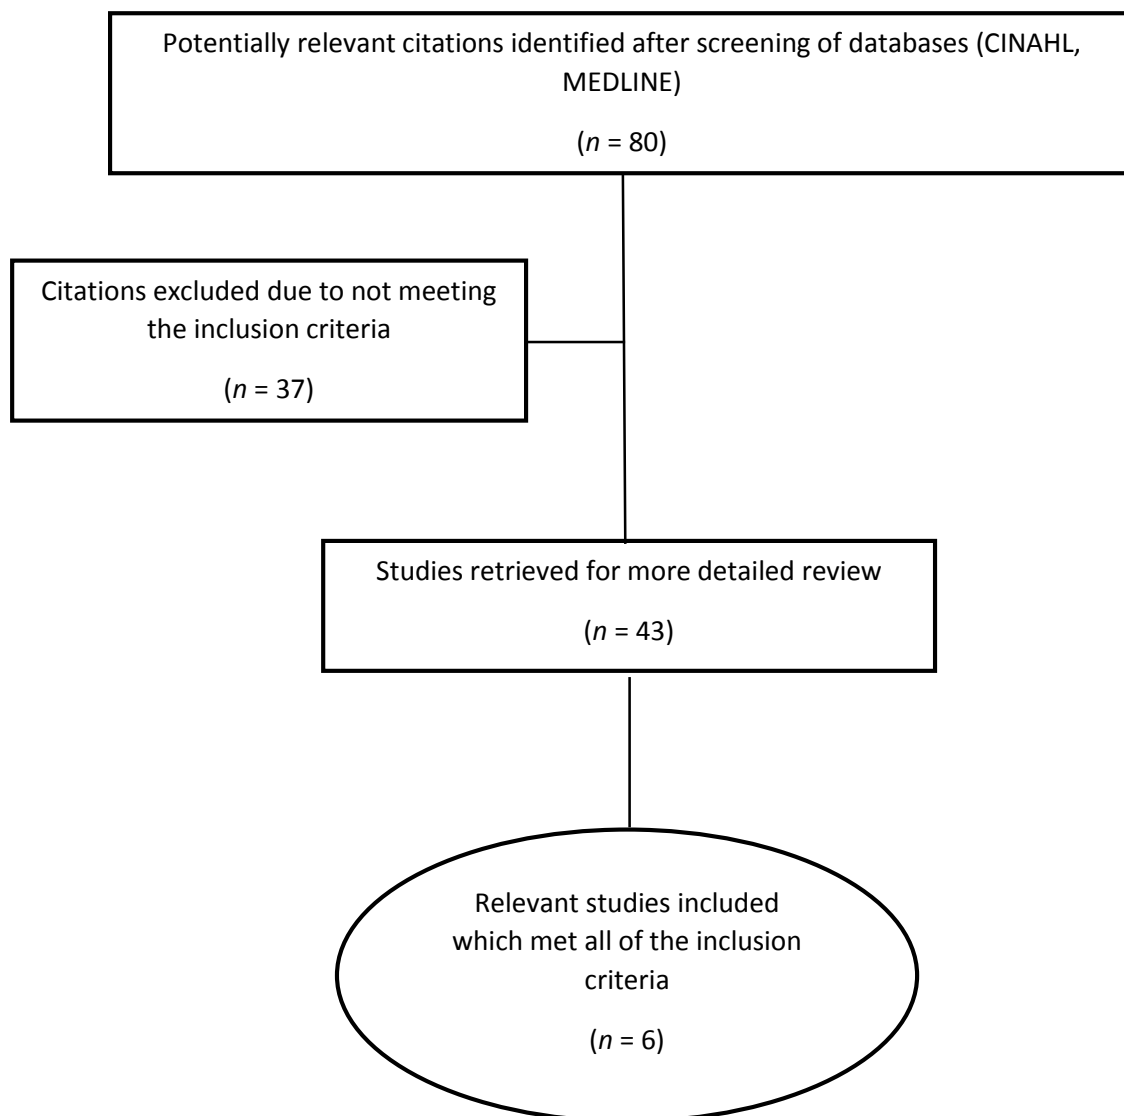 Potentially relevant citations identified after screening of databases (CINAHL,
MEDLINE)
(n = 80)
Citations excluded due to not meeting
the inclusion criteria
(n = 37)
Studies retrieved for more detailed review
(n = 43)
Relevant studies included
which met all of the inclusion
criteria
(n = 6)